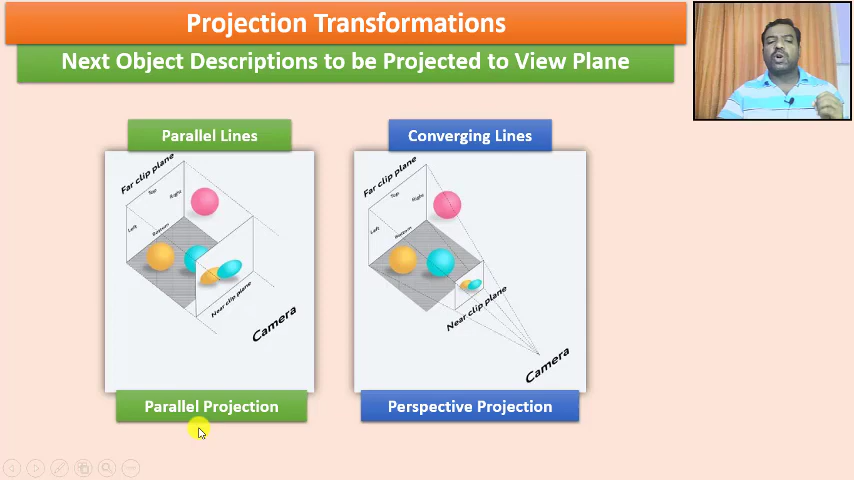 Projection Transformations
Next Object Descriptions to be Projected to View Plane
Parallel Lines
Far clip plane
Top
Right
Left
Bottom
Near clip plane
Camera
Parallel Projection
Converging Lines
Far clip plane
Top
Right
Left
Bottom
Near clip plane
Camera
Perspective Projection